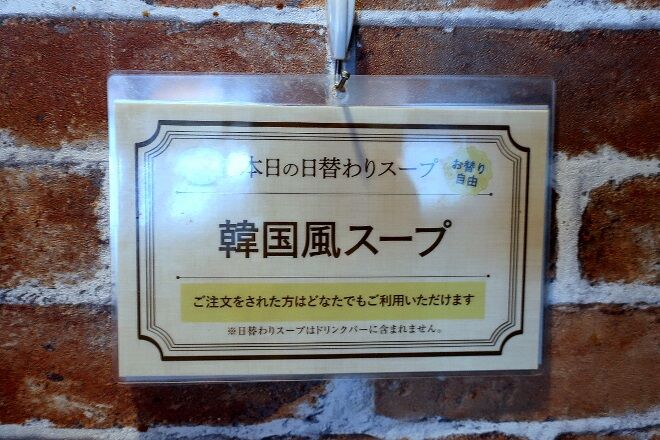 本日の日替わりスープ
お替り
自由
韓国風スープ
ご注文をされた方はどなたでもご利用いただけます
※日替わりスープはドリンクバーに含まれません。